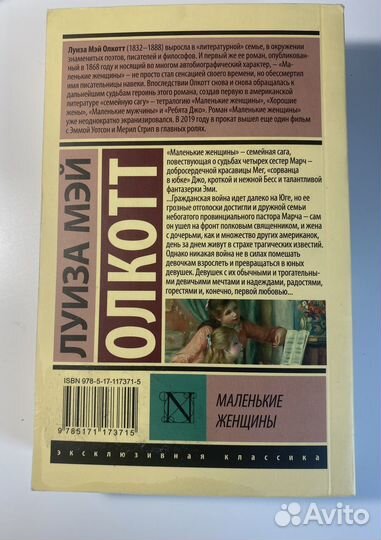 Луиза Мэй Олкотт (1832–1888) выросла в «литературной» семье, в окружении
знаменитых поэтов, писателей и философов. И первый же ее роман, опубликован-
ный в 1868 году и носящий во многом автобиографический характер, – «Ма-
ленькие женщины» – не просто стал сенсацией своего времени, но обессмертил
имя писательницы навеки. Впоследствии Олкотт снова и снова обращалась к
дальнейшим судьбам героинь этого романа, создав первую в американской
литературе «семейную сагу» – тетралогию «Маленькие женщины», «Хорошие
жены», «Маленькие мужчины» и «Ребята Джо». Роман «Маленькие женщины»
уже неоднократно экранизировался. В 2019 году в прокат вышел еще один фильм
с Эммой Уотсон и Мерил Стрип в главных ролях.
ЛУИЗА МЭЙ
ОЛКОТТ
«Маленькие женщины» – семейная сага,
повествующая о судьбах четырех сестер Марч –
добросердечной красавицы Мег, «сорванца
в юбке» Джо, кроткой и нежной Бесс и талантливой
фантазерки Эми.
...Гражданская война идет далеко на Юге, но ее
грозные отголоски достигли и дружной семьи
небогатого провинциального пастора Марча – сам
он ушел на фронт полковым священником, и жена
с дочерьми, как и множество других американок,
день за днем живут в страхе трагических известий.
Однако никакая война не в силах помешать
девочкам взрослеть и превращаться в юных
девушек. Девушек с их обычными и трогательны-
ми девичьими мечтами и надеждами, радостями,
горестями и, конечно, первой любовью...
ISBN 978-5-17-117371-5
9 785171 173715
N
МАЛЕНЬКИЕ
ЖЕНЩИНЫ
эксклюзивная классика
Avito